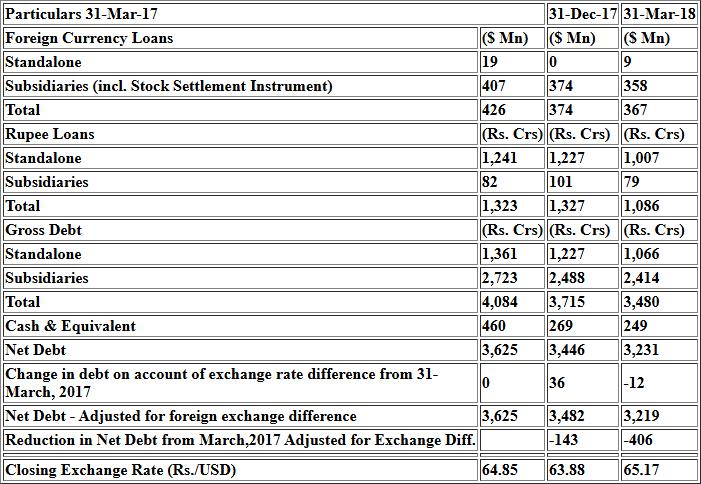 Particulars 31-Mar-17 31-Dec-17 31-Mar-18
Foreign Currency Loans ($ Mn) ($ Mn) ($ Mn)
Standalone 19 0 9
Subsidiaries (incl. Stock Settlement Instrument) 407 374 358
Total 426 374 367
Rupee Loans (Rs. Crs) (Rs. Crs) (Rs. Crs)
Standalone 1,241 1,227 1,007
Subsidiaries 82 101 79
Total 1,323 1,327 1,086
Gross Debt (Rs. Crs) (Rs. Crs) (Rs. Crs)
Standalone 1,361 1,227 1,066
Subsidiaries 2,723 2,488 2,414
Total 4,084 3,715 3,480
Cash & Equivalent 460 269 249
Net Debt 3,625 3,446 3,231
Change in debt on account of exchange rate difference from 31-
March, 2017 0 36 -12
Net Debt - Adjusted for foreign exchange difference 3,625 3,482 3,219
Reduction in Net Debt from March,2017 Adjusted for Exchange Diff. -143 -406
Closing Exchange Rate (Rs./USD) 64.85 63.88 65.17